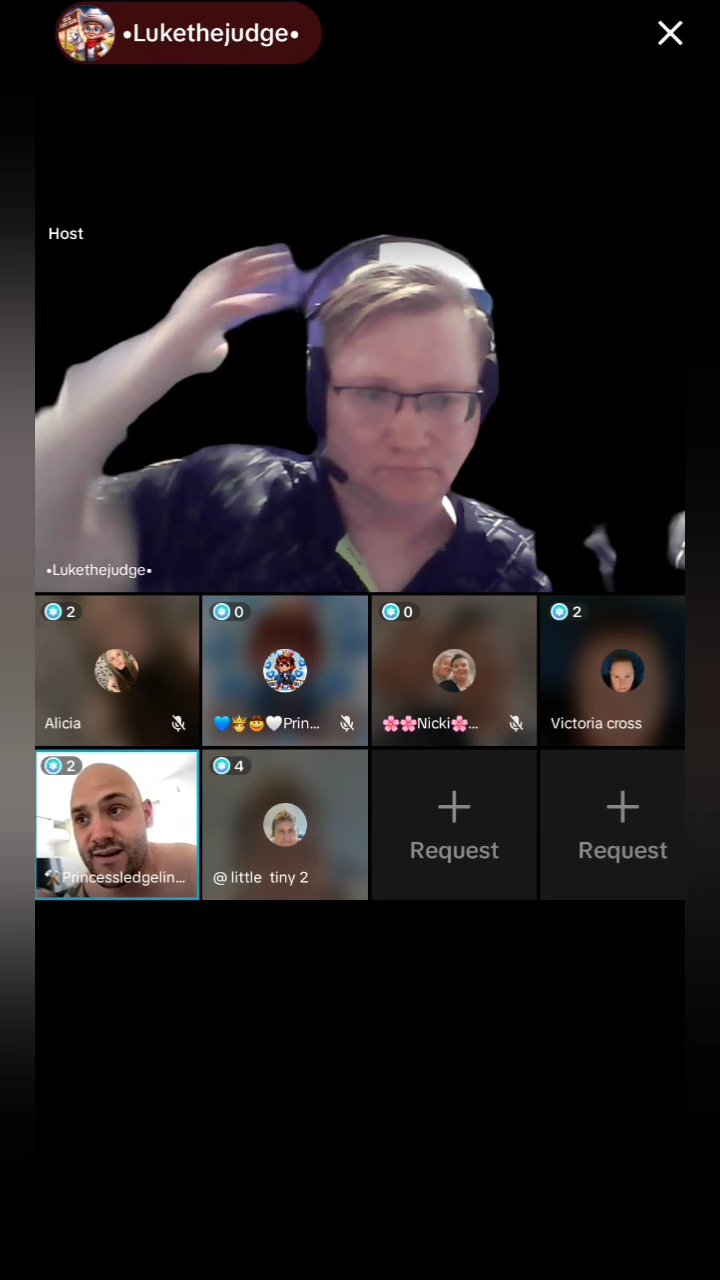 •Lukethejudge•
Host
•Lukethejudge•
2
0
0
2
Alicia
💙🤴🤠🤍Prin...
🌸🌸Nicki🌸...
Victoria cross
2
4
Princessledgelin...
@ little tiny 2
Request
Request